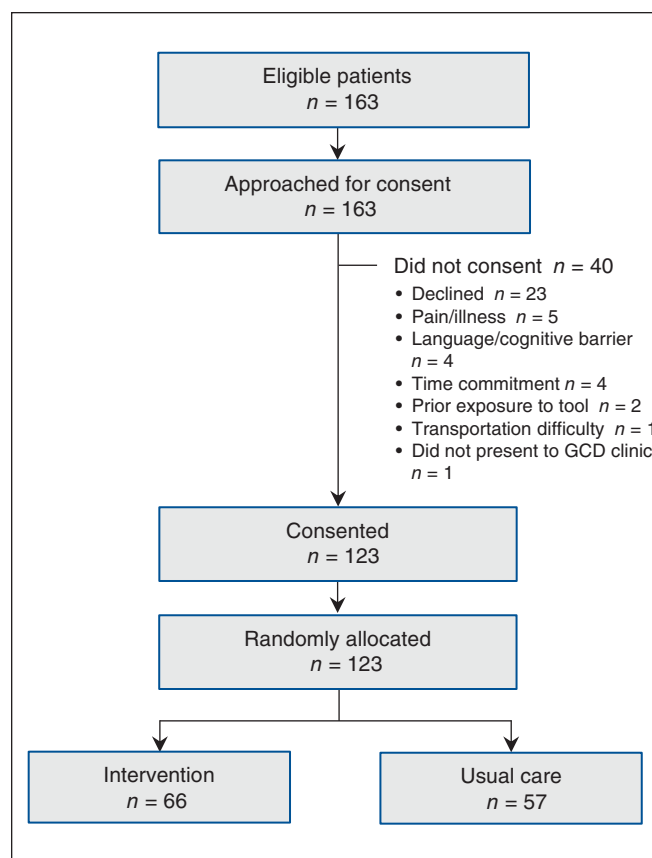 Eligible patients
n = 163
Approached for consent
n = 163
Did not consent n = 40
• Declined n = 23
• Pain/illness n = 5
• Language/cognitive barrier
n = 4
• Time commitment n = 4
• Prior exposure to tool n = 2
• Transportation difficulty n = 1
• Did not present to GCD clinic
n = 1
Consented
n = 123
Randomly allocated
n = 123
Intervention
n = 66
Usual care
n = 57